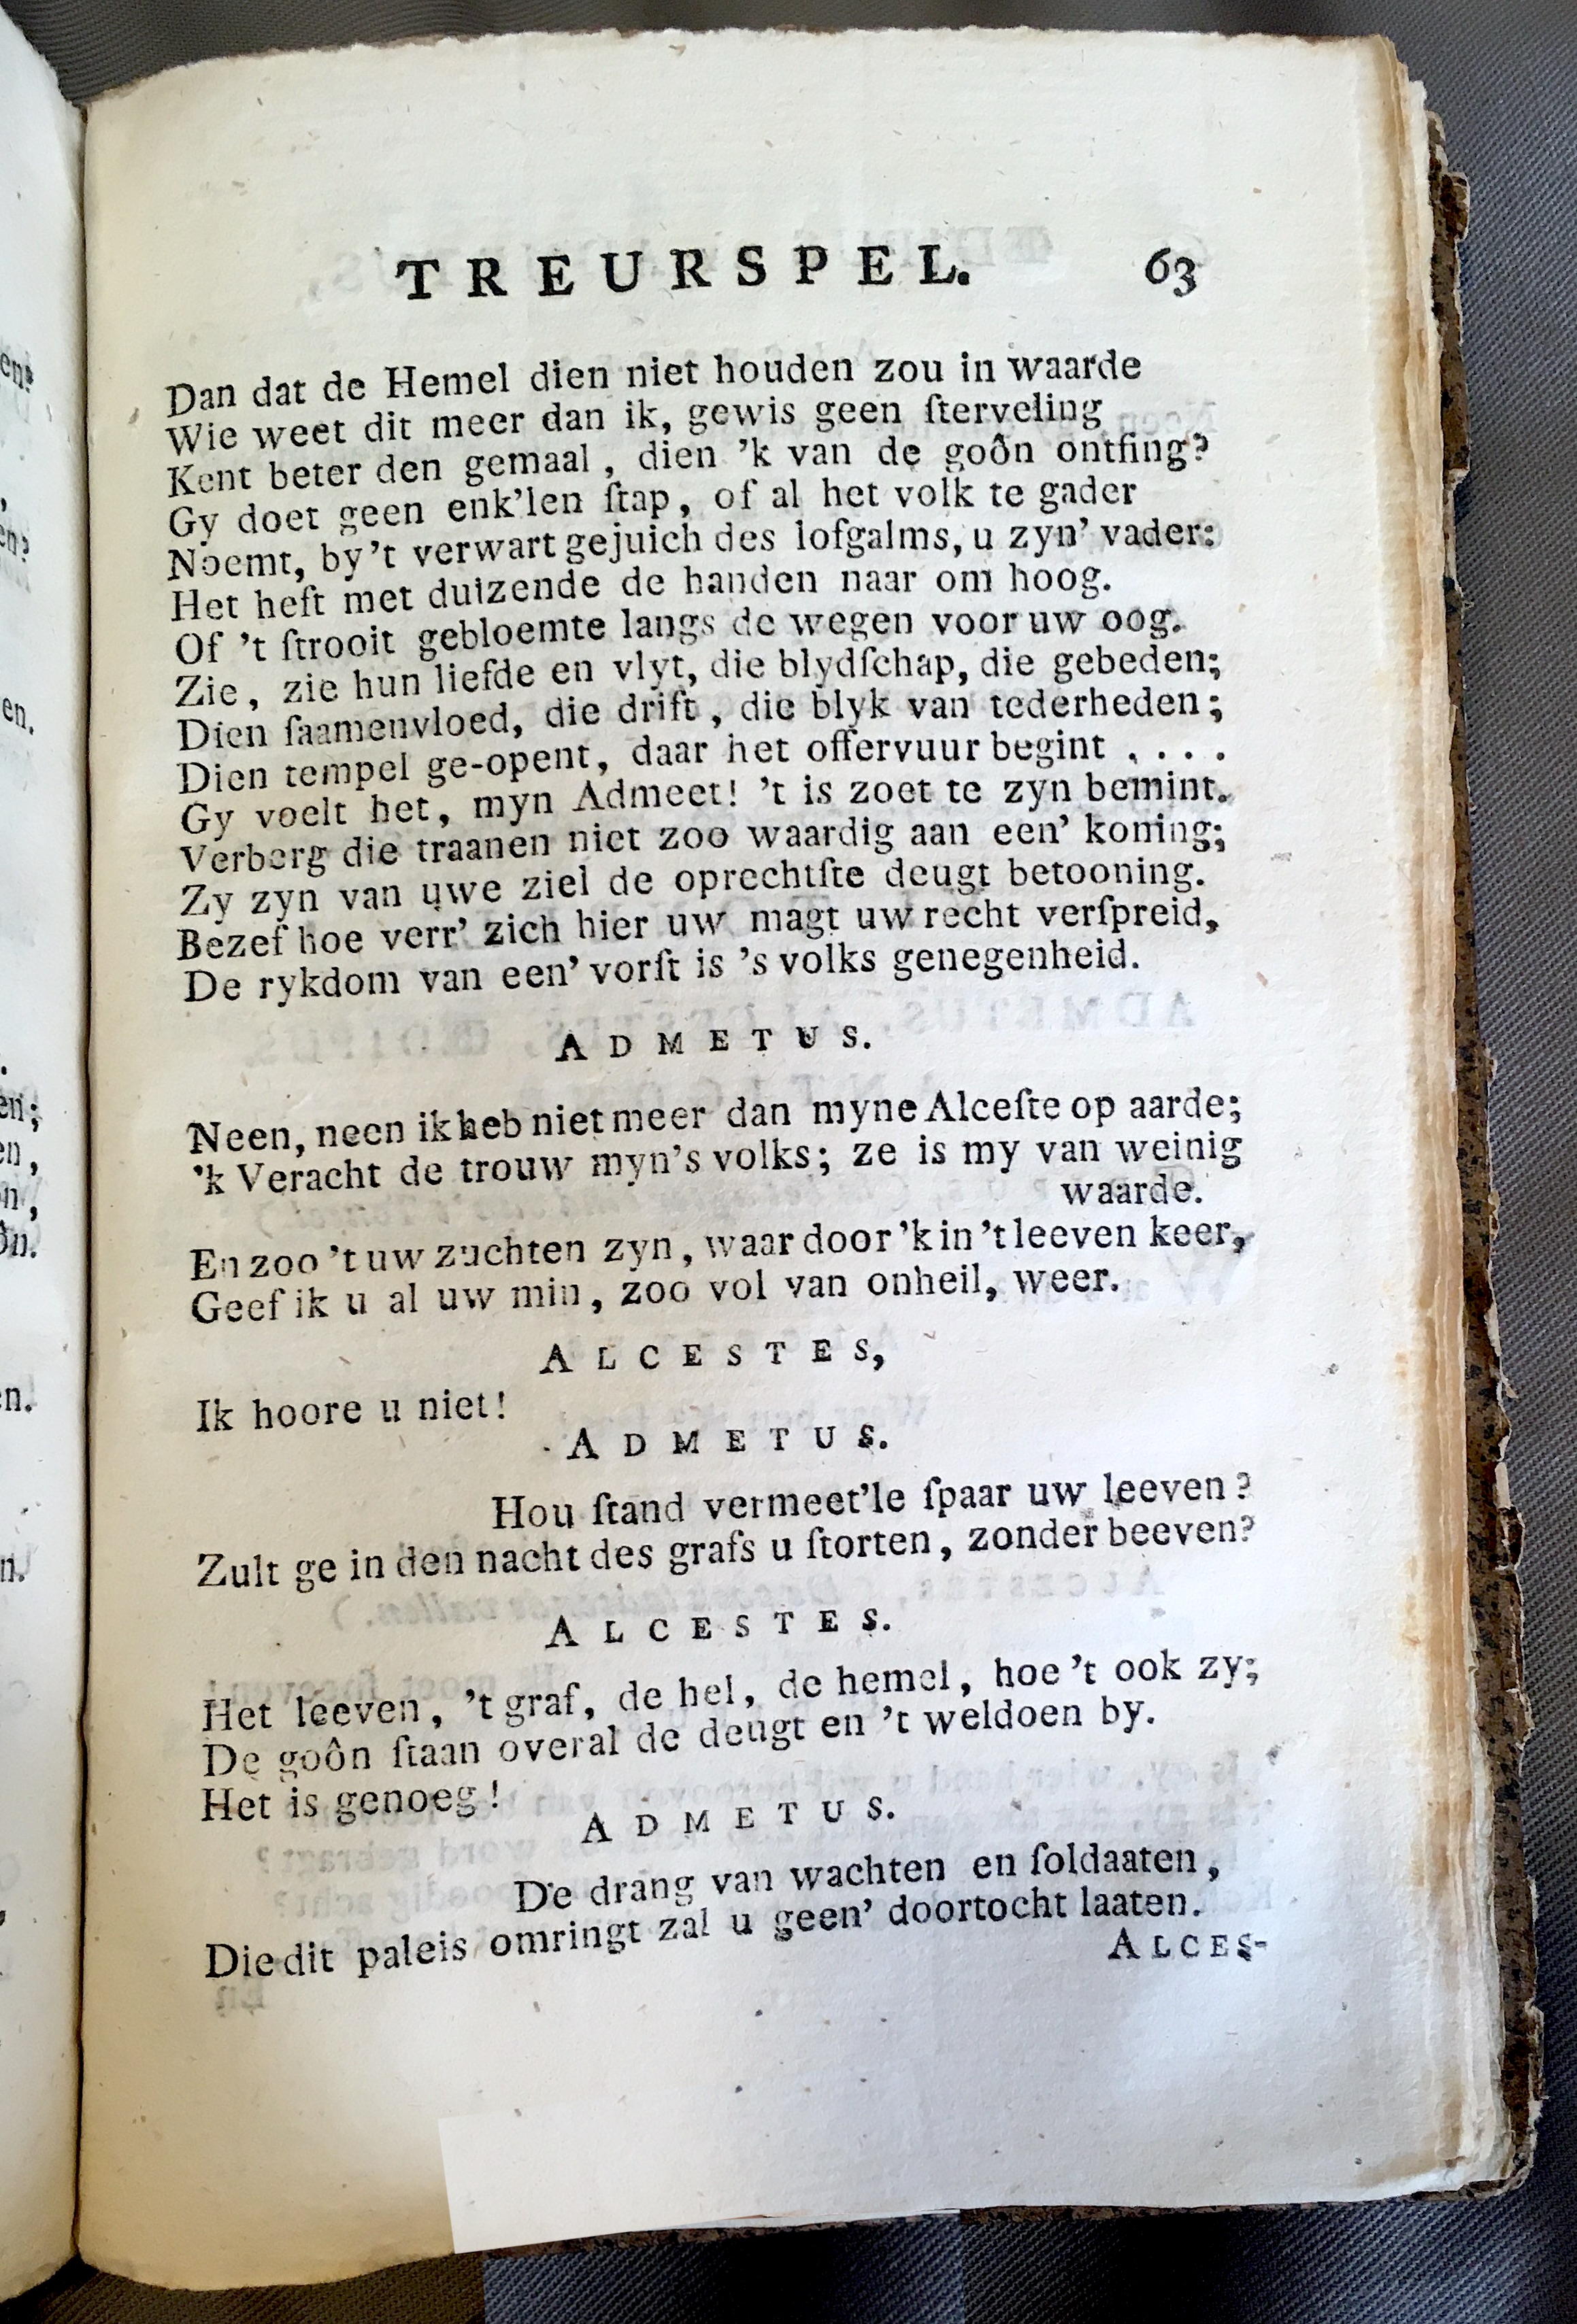 TREURSPEL. 63
Dan dat de Hemel dien niet houden zou in waarde
Wie weet dit meer dan ik, gewis geen ſterveling
Kent beter den gemaal, dien 'k van de goôn ontfing?
Gy doet geen enk'len ſtap, of al het volk te gader
Noemt, by 't verwart gejuich des lofgalms, u zyn' vader:
Het heft met duizende de handen naar om hoog.
Of 't ſtrooit gebloemte langs de wegen voor uw oog.
Zie, zie hun liefde en vlyt, die blydſchap, die gebeden;
Dien ſaamenvloed, die drift, die blyk van tederheden;
Dien tempel ge-opent, daar het offervuur begint . . . .
Gy voelt het, myn Admeet! 't is zoet te zyn bemint.
Verberg die traanen niet zoo waardig aan een' koning;
Zy zyn van uwe ziel de oprechtſte deugt betooning.
Bezef hoe verr' zich hier uw magt uw recht verſpreid,
De rykdom van een' vorſt is 's volks genegenheid.
ADMETUS.
Neen, neen ik heb niet meer dan myne Alceſte op aarde;
'k Veracht de trouw myn's volks; ze is my van weinig
waarde.
En zoo 't uw zuchten zyn, waar door 'k in 't leeven keer,
Geef ik u al uw min, zoo vol van onheil, weer.
ALCESTES,
Ik hoore u niet!
ADMETUS.
Hou ſtand vermeet'le ſpaar uw leeven?
Zult ge in den nacht des grafs u ſtorten, zonder beeven?
ALCESTES.
Het leeven, 't graf, de hel, de hemel, hoe 't ook zy;
De goôn ſtaan overal de deugt en 't weldoen by.
Het is genoeg!
ADMETUS.
De drang van wachten en ſoldaaten,
Die dit paleis omringt zal u geen' doortocht laaten.
ALCES-